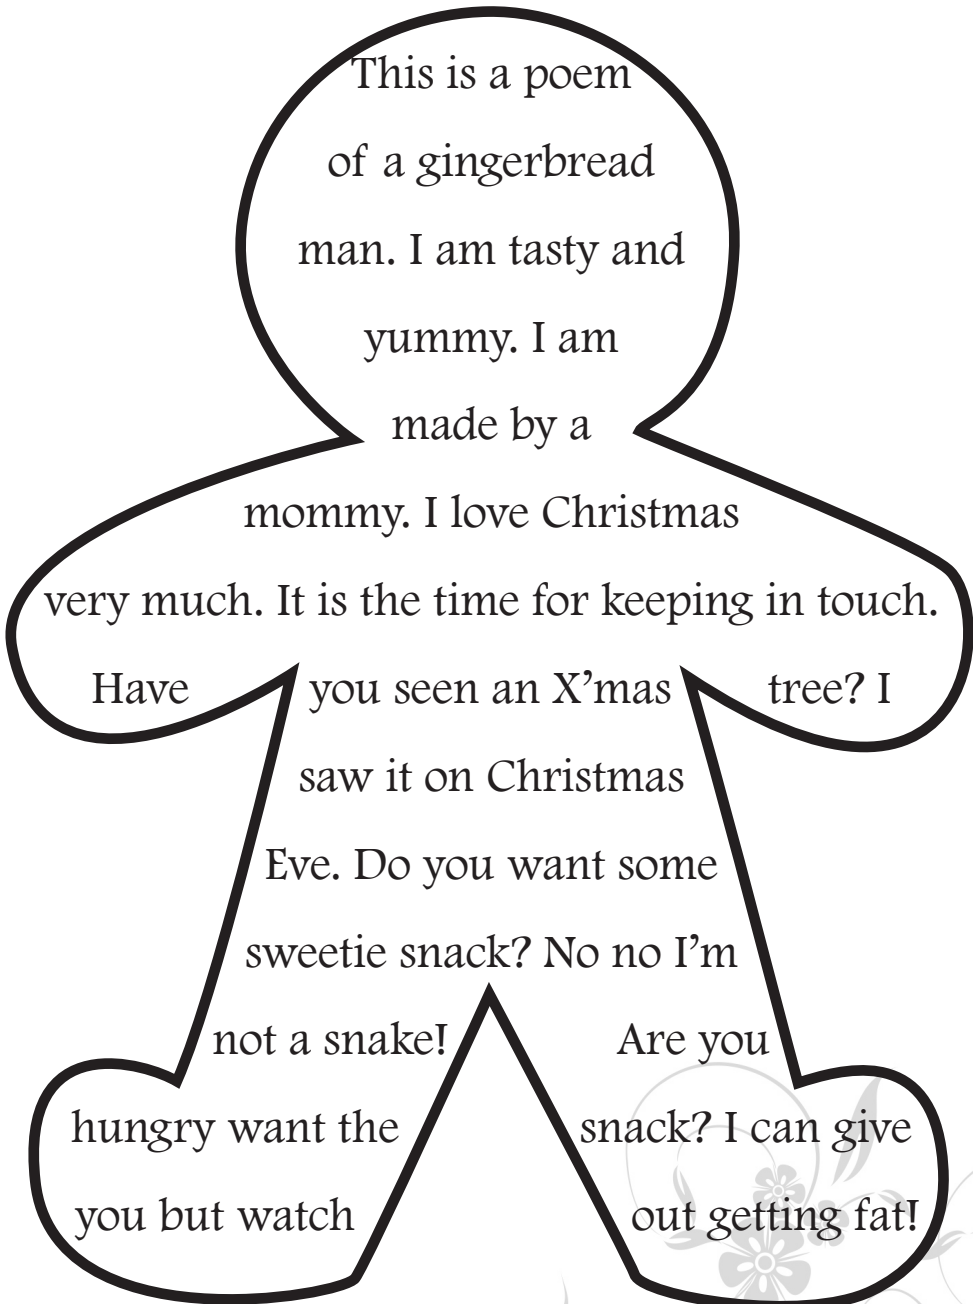 This is a poem
of a gingerbread
man. I am tasty and
yummy. I am
made by a
mommy. I love Christmas
very much. It is the time for keeping in touch.
Have you seen an X’mas tree? I
saw it on Christmas
Eve. Do you want some
sweetie snack? No no I’m
not a snake! Are you
hungry want the snack? I can give
you but watch out getting fat!